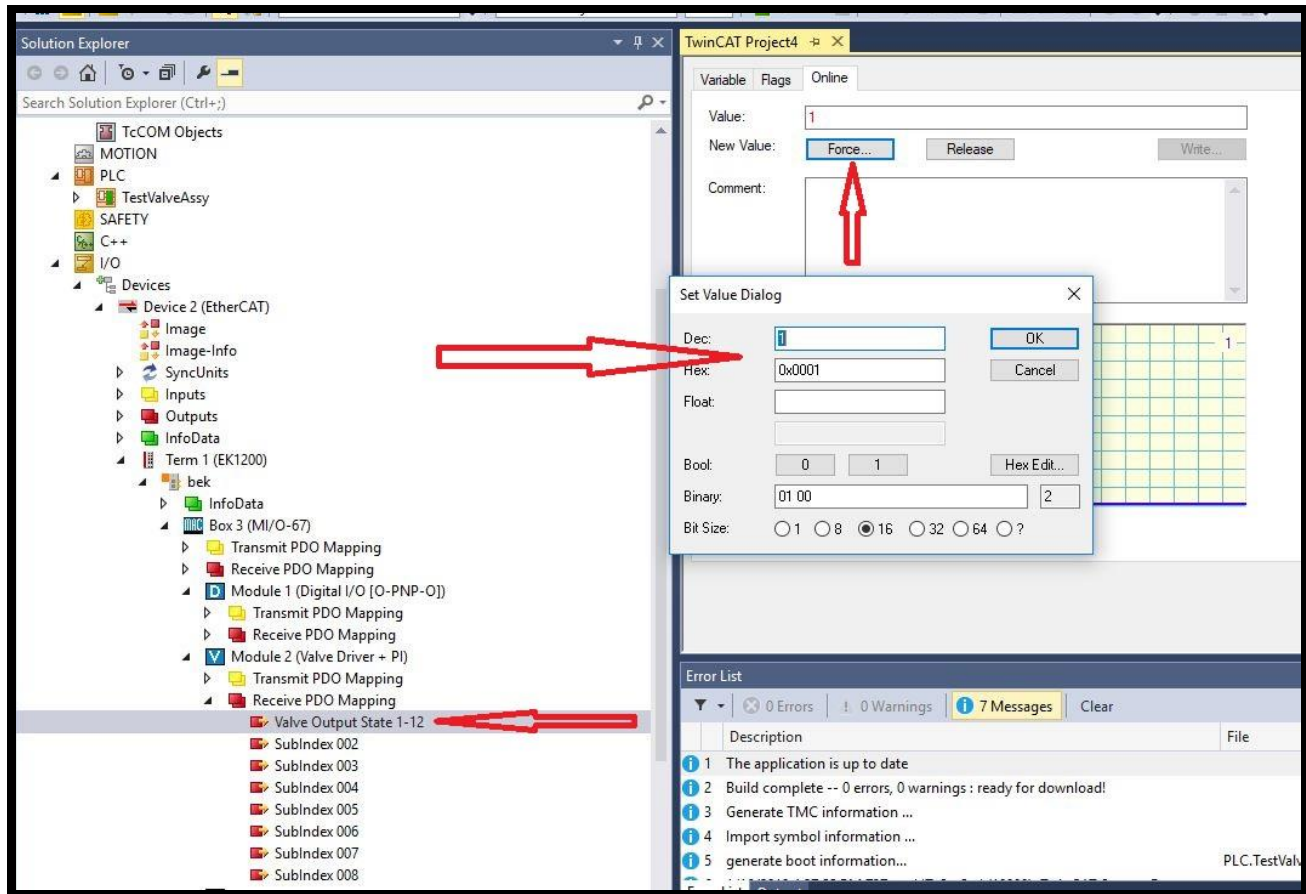 Solution Explorer
Search Solution Explorer (Ctrl+;)
TcCOM Objects
MOTION
PLC
TestValveAssy
SAFETY
C++
I/O
Devices
Device 2 (EtherCAT)
Image
Image-Info
SyncUnits
Inputs
Outputs
InfoData
Term 1 (EK1200)
bek
InfoData
Box 3 (MI/O-67)
Transmit PDO Mapping
Receive PDO Mapping
Module 1 (Digital I/O [O-PNP-O])
Transmit PDO Mapping
Receive PDO Mapping
Module 2 (Valve Driver + PI)
Transmit PDO Mapping
Receive PDO Mapping
Valve Output State 1-12
SubIndex 002
SubIndex 003
SubIndex 004
SubIndex 005
SubIndex 006
SubIndex 007
SubIndex 008
TwinCAT Project4
Variable Flags Online
Value: 1
New Value: Force... Release Write...
Comment:
Set Value Dialog
Dec: 1 OK
Hex: 0x0001 Cancel
Float:
Bool: 0 1 Hex Edit...
Binary: 01 00 2
Bit Size: 1 8 16 32 64 ?
1
Error List
0 Errors 0 Warnings 7 Messages Clear
Description File
1 The application is up to date
2 Build complete -- 0 errors, 0 warnings : ready for download!
3 Generate TMC information ...
4 Import symbol information ...
5 generate boot information... PLC.TestValv